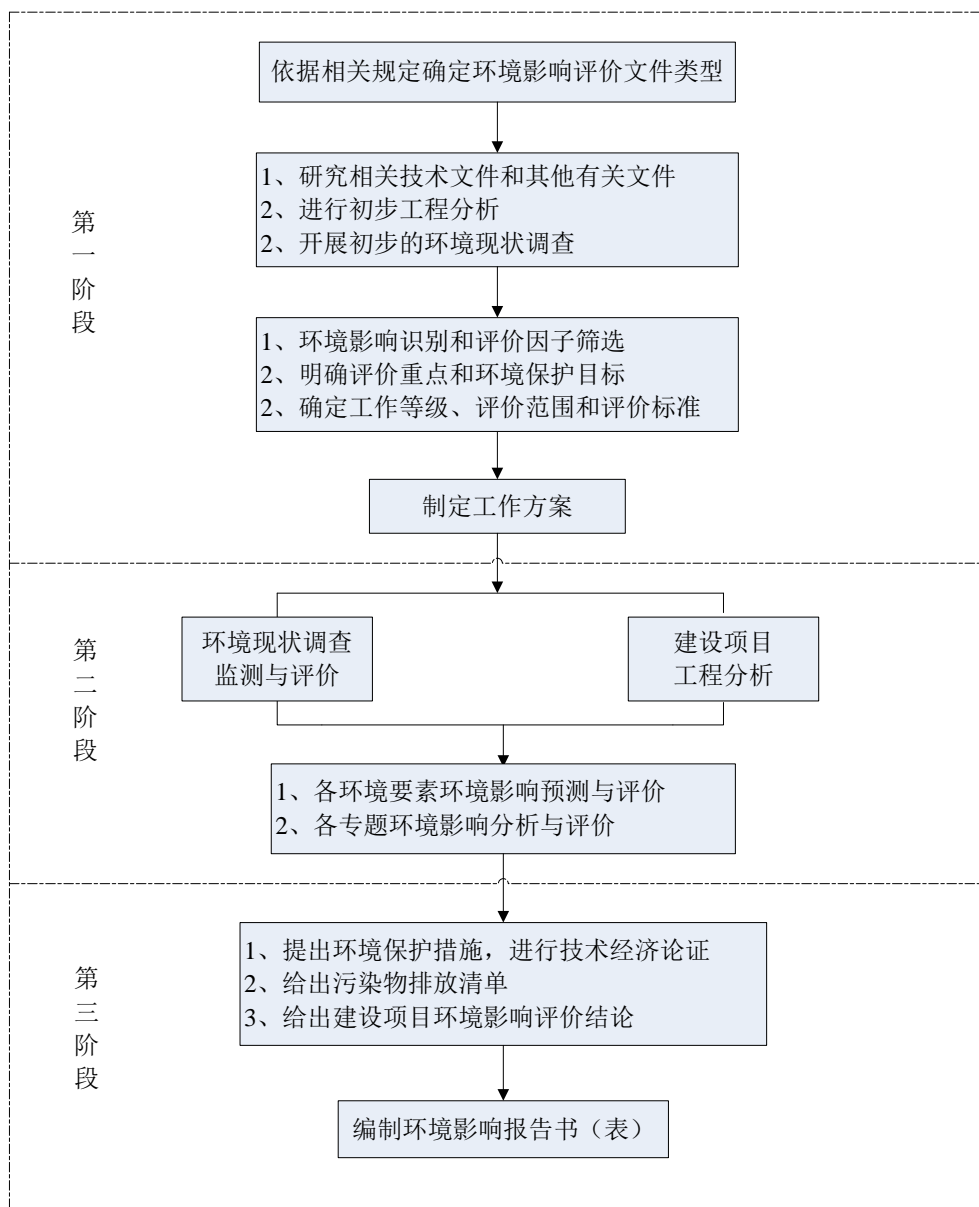 依据相关规定确定环境影响评价文件类型
1、研究相关技术文件和其他有关文件
2、进行初步工程分析
2、开展初步的环境现状调查
第一阶段
1、环境影响识别和评价因子筛选
2、明确评价重点和环境保护目标
2、确定工作等级、评价范围和评价标准
制定工作方案
第二阶段
环境现状调查
监测与评价
建设项目
工程分析
1、各环境要素环境影响预测与评价
2、各专题环境影响分析与评价
第三阶段
1、提出环境保护措施，进行技术经济论证
2、给出污染物排放清单
3、给出建设项目环境影响评价结论
编制环境影响报告书（表）